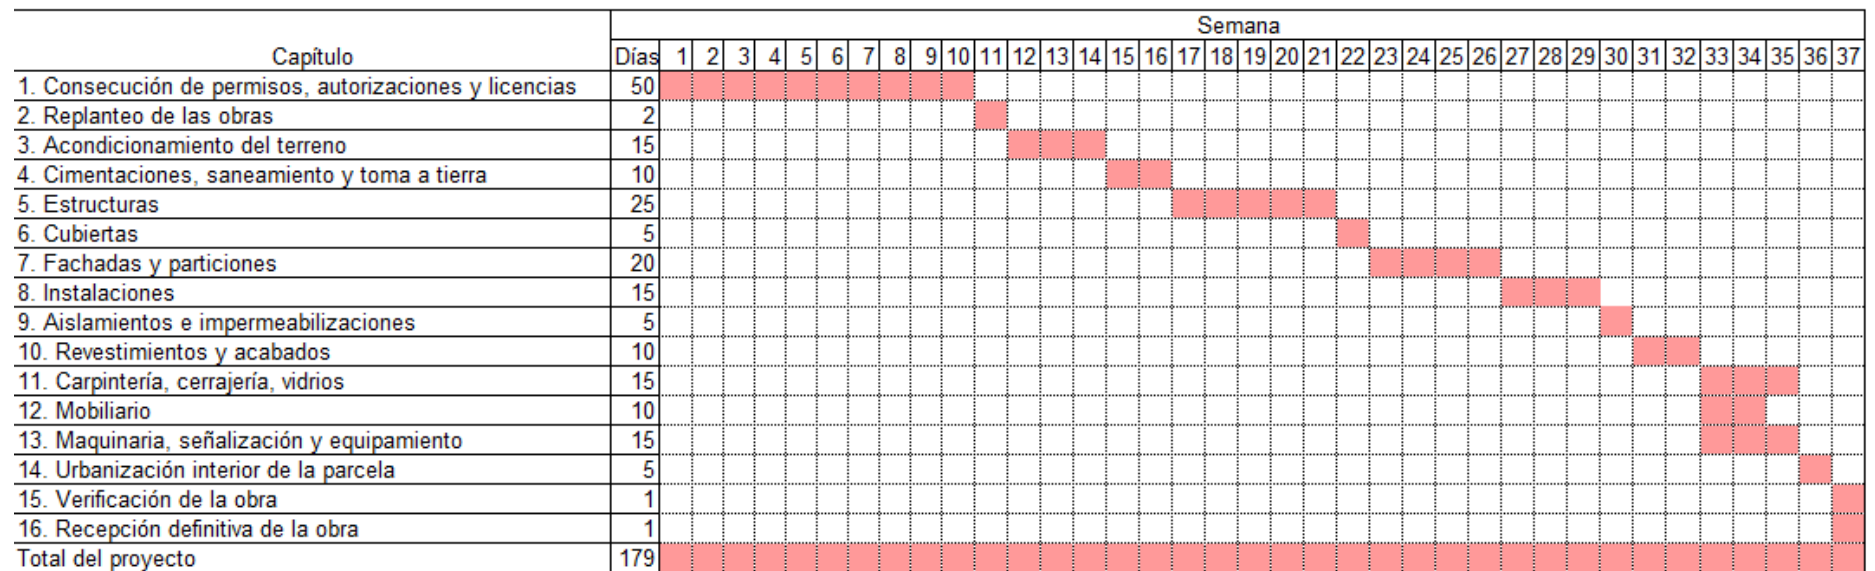 Semana
Capítulo Días 1 2 3 4 5 6 7 8 9 10 11 12 13 14 15 16 17 18 19 20 21 22 23 24 25 26 27 28 29 30 31 32 33 34 35 36 37
1. Consecución de permisos, autorizaciones y licencias 50
2. Replanteo de las obras 2
3. Acondicionamiento del terreno 15
4. Cimentaciones, saneamiento y toma a tierra 10
5. Estructuras 25
6. Cubiertas 5
7. Fachadas y particiones 20
8. Instalaciones 15
9. Aislamientos e impermeabilizaciones 5
10. Revestimientos y acabados 10
11. Carpintería, cerrajería, vidrios 15
12. Mobiliario 10
13. Maquinaria, señalización y equipamiento 15
14. Urbanización interior de la parcela 5
15. Verificación de la obra 1
16. Recepción definitiva de la obra 1
Total del proyecto 179